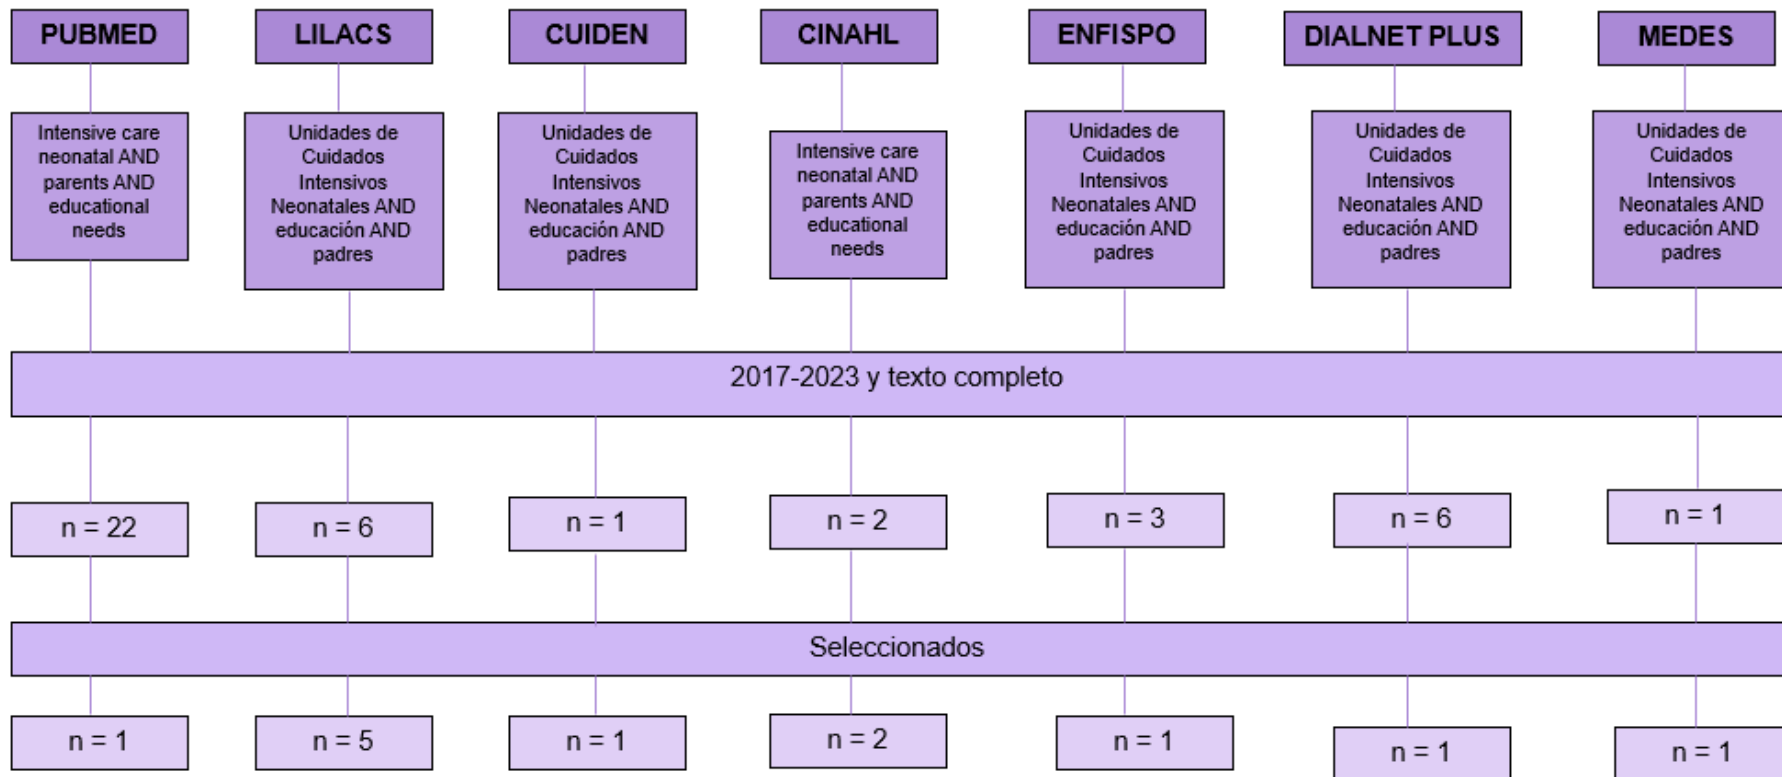 PUBMED
LILACS
CUIDEN
CINAHL
ENFISPO
DIALNET PLUS
MEDES
Intensive care
neonatal AND
parents AND
educational
needs
Unidades de
Cuidados
Intensivos
Neonatales AND
educación AND
padres
Unidades de
Cuidados
Intensivos
Neonatales AND
educación AND
padres
Intensive care
neonatal AND
parents AND
educational
needs
Unidades de
Cuidados
Intensivos
Neonatales AND
educación AND
padres
Unidades de
Cuidados
Intensivos
Neonatales AND
educación AND
padres
Unidades de
Cuidados
Intensivos
Neonatales AND
educación AND
padres
2017-2023 y texto completo
n = 22
n = 6
n = 1
n = 2
n = 3
n = 6
n = 1
Seleccionados
n = 1
n = 5
n = 1
n = 2
n = 1
n = 1
n = 1